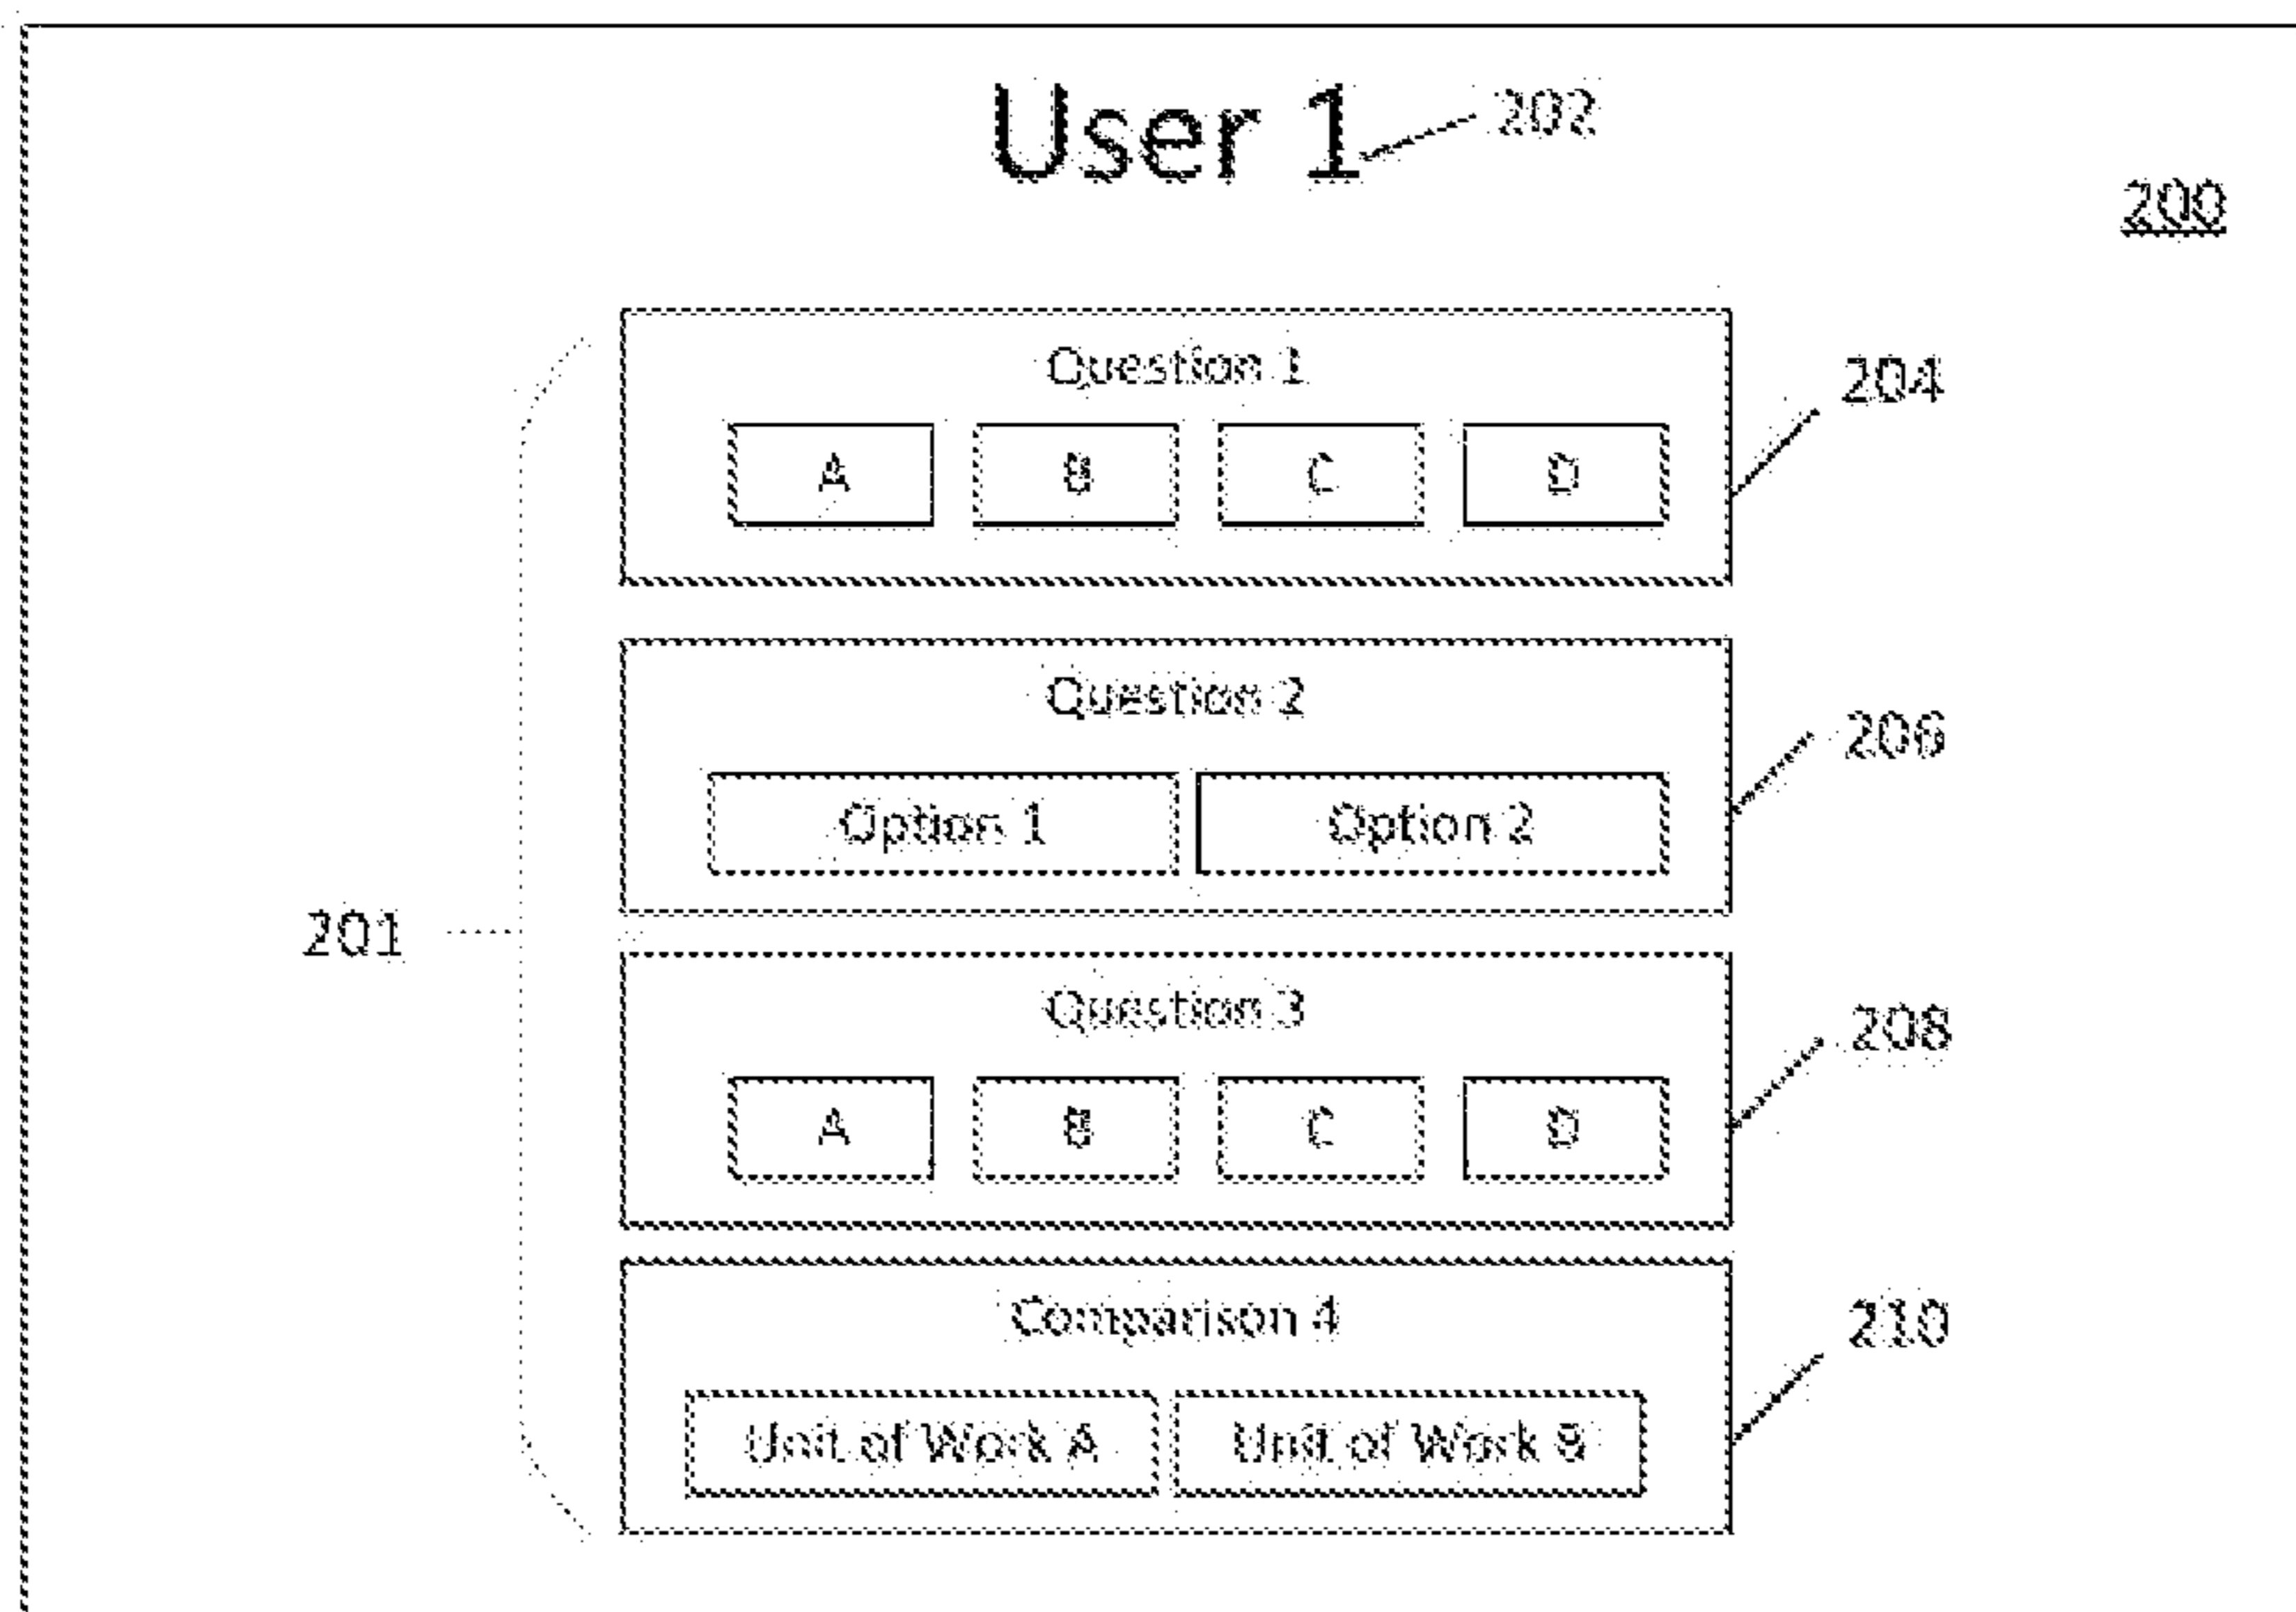 User 1 202
200
Question 1
204
A B C D
Question 2
206
Option 1 Option 2
201
Question 3
208
A B C D
Comparison 4
210
Unit of Work A Unit of Work B